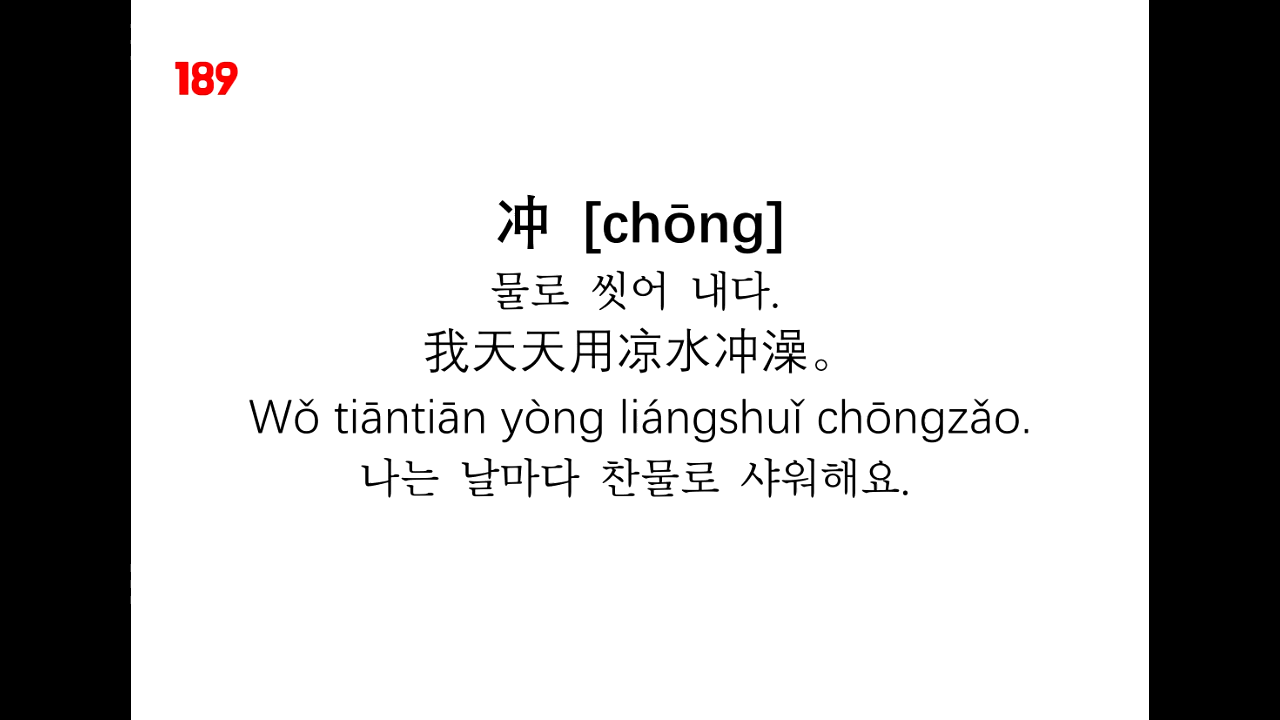 189
冲 [chōng]
물로 씻어 내다.
我天天用凉水冲澡。
Wǒ tiāntiān yòng liángshuǐ chōngzǎo.
나는 날마다 찬물로 샤워해요.